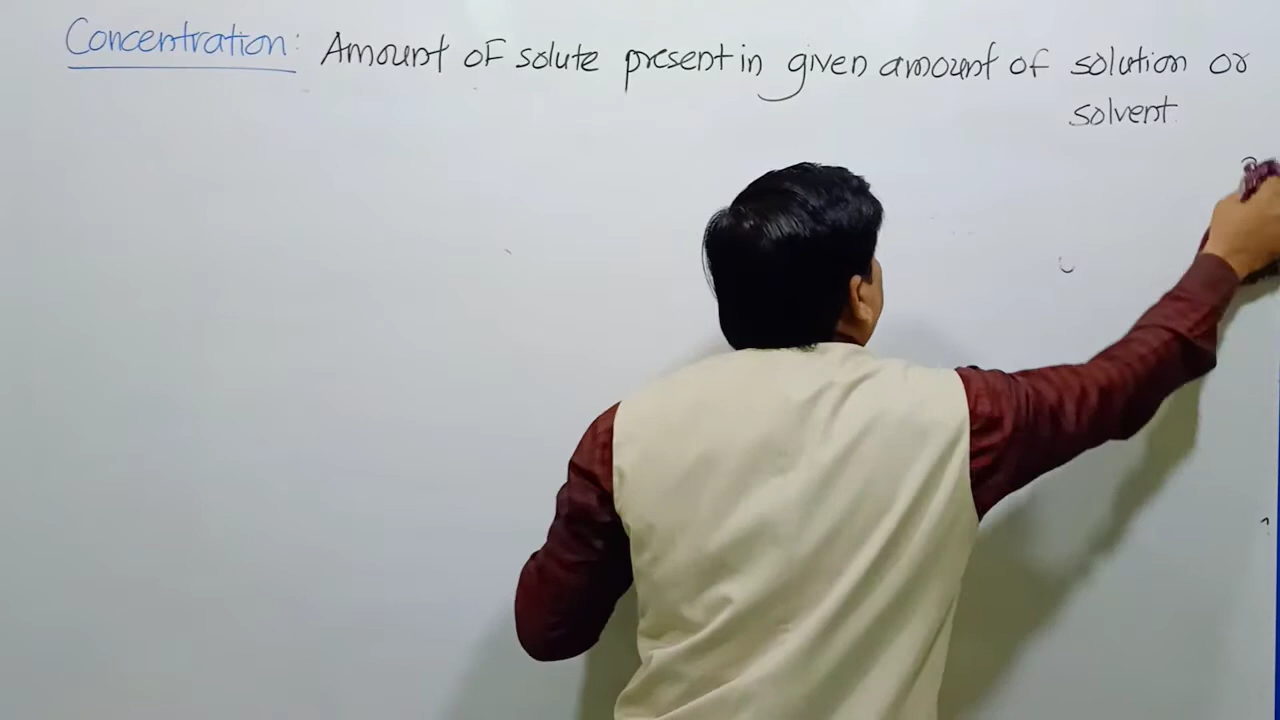 Concentration: Amount OF solute present in given amount of solution or
solvent